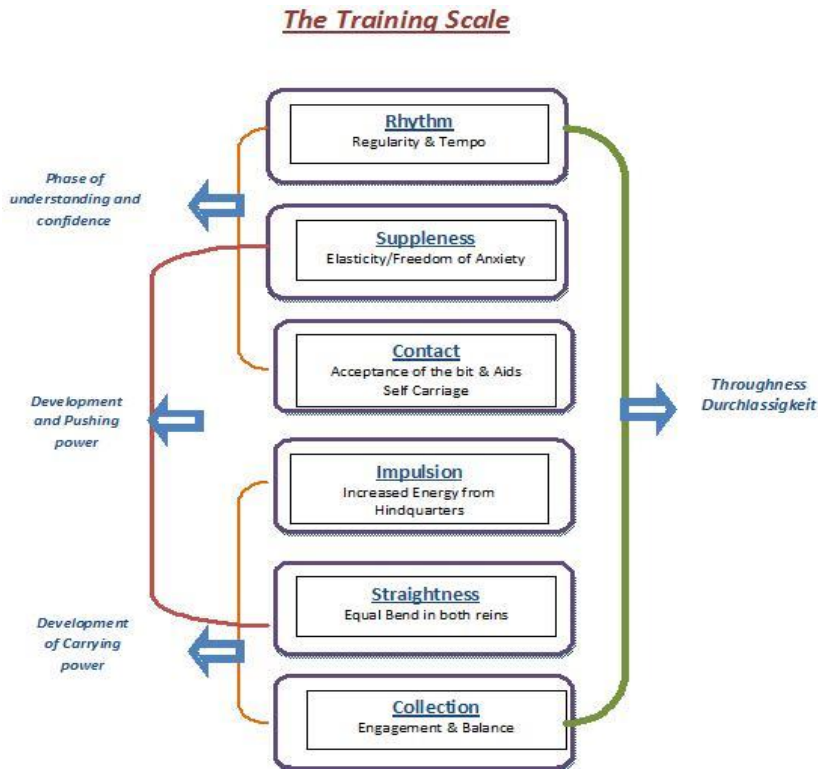 The Training Scale
Rhythm
Regularity & Tempo
Phase of
understanding and
confidence
Suppleness
Elasticity/Freedom of Anxiety
Contact
Acceptance of the bit & Aids
Self Carriage
Development
and Pushing
power
Throughness
Durchlassigkeit
Impulsion
Increased Energy from
Hindquarters
Straightness
Equal Bend in both reins
Development
of Carrying
power
Collection
Engagement & Balance